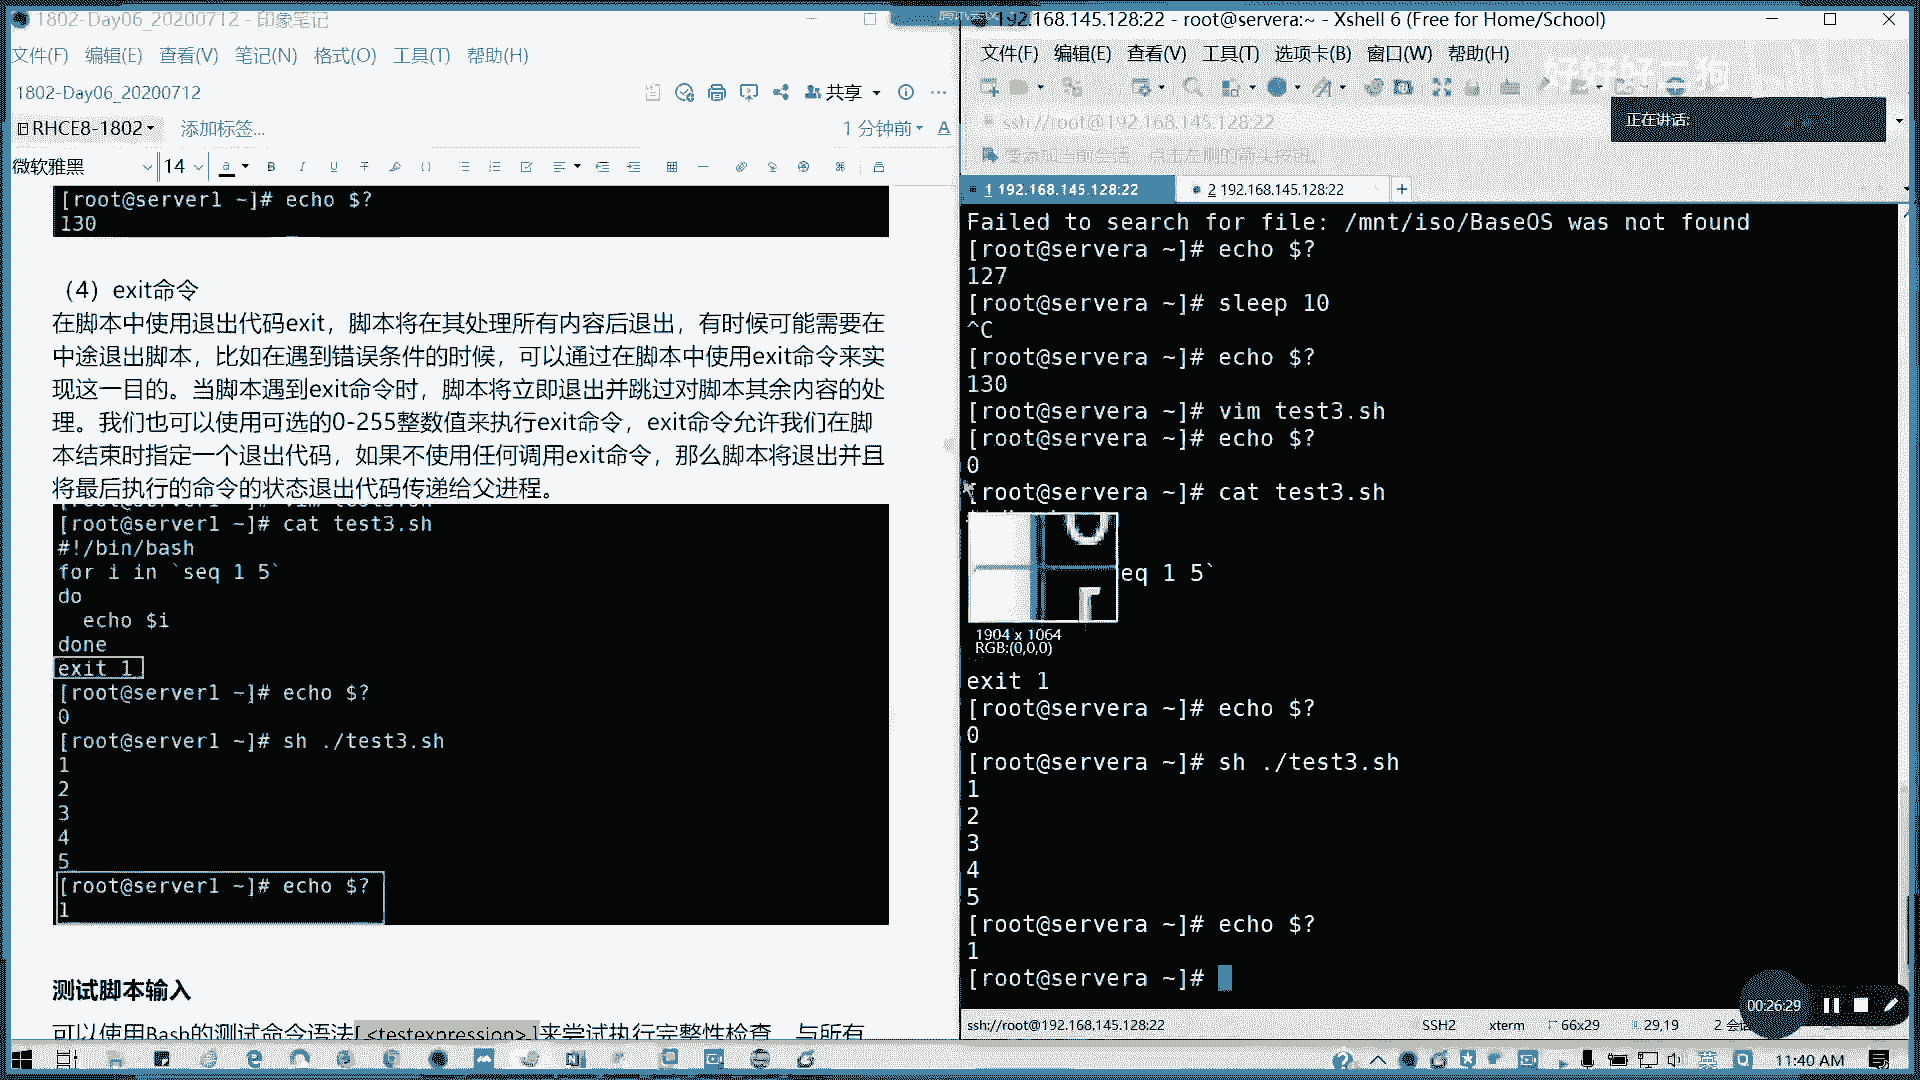 1802-Day06_20200712 - 印象笔记
文件(F) 编辑(E) 查看(V) 笔记(N) 格式(O) 工具(T) 帮助(H)
1802-Day06_20200712
共享
RHCE8-1802
添加标签...
1 分钟前
微软雅黑
14
[root@server1 ~]# echo $?
130
（4）exit命令
在脚本中使用退出代码exit，脚本将在其处理所有内容后退出，有时候可能需要在
中途退出脚本，比如在遇到错误条件的时候，可以通过在脚本中使用exit命令来实
现这一目的。当脚本遇到exit命令时，脚本将立即退出并跳过对脚本其余内容的处
理。我们也可以使用可选的0-255整数值来执行exit命令，exit命令允许我们在脚
本结束时指定一个退出代码，如果不使用任何调用exit命令，那么脚本将退出并且
将最后执行的命令的状态退出代码传递给父进程。
[root@server1 ~]# cat test3.sh
#!/bin/bash
for i in `seq 1 5`
do
echo $i
done
exit 1
[root@server1 ~]# echo $?
0
[root@server1 ~]# sh ./test3.sh
1
2
3
4
5
[root@server1 ~]# echo $?
1
测试脚本输入
可以使用Bash的测试命令语法[ <testexpression> ]来尝试执行完整性检查，与所有
192.168.145.128:22 - root@servera:~ - Xshell 6 (Free for Home/School)
文件(F) 编辑(E) 查看(V) 工具(T) 选项卡(B) 窗口(W) 帮助(H)
ssh://root@192.168.145.128:22
正在讲话:
要添加当前会话，点击左侧的箭头按钮。
1 192.168.145.128:22
2 192.168.145.128:22
Failed to search for file: /mnt/iso/BaseOS was not found
[root@servera ~]# echo $?
127
[root@servera ~]# sleep 10
^C
[root@servera ~]# echo $?
130
[root@servera ~]# vim test3.sh
[root@servera ~]# echo $?
0
[root@servera ~]# cat test3.sh
eq 1 5`
1904 x 1064
RGB:(0,0,0)
exit 1
[root@servera ~]# echo $?
0
[root@servera ~]# sh ./test3.sh
1
2
3
4
5
[root@servera ~]# echo $?
1
[root@servera ~]#
00:26:29
ssh://root@192.168.145.128:22
SSH2
xterm
66x29
29,19
2 会
英
11:40 AM